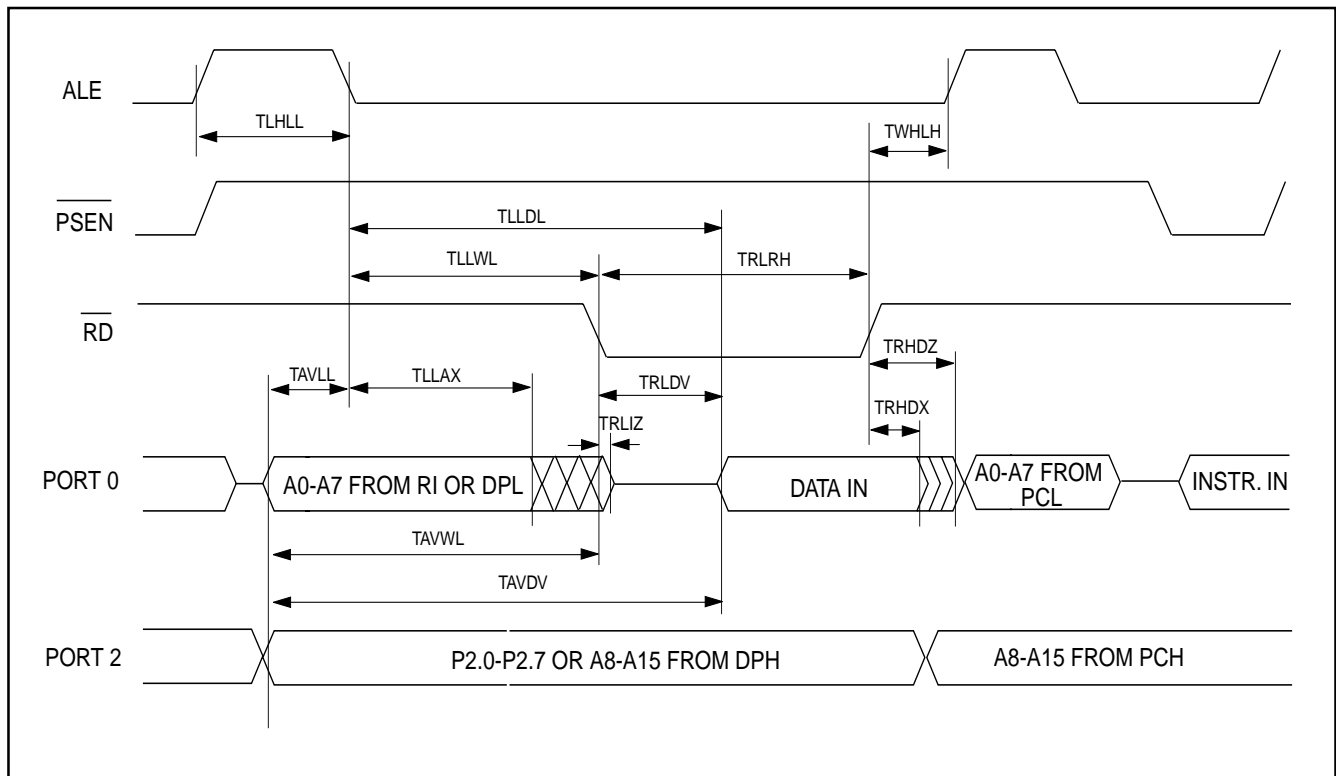 ALE
TLHLL
TWHLH
PSEN
TLLDL
TLLWL
TRLRH
RD
TRHDZ
TAVLL
TLLAX
TRLDV
TRHDX
TRLIZ
PORT 0
A0-A7 FROM RI OR DPL
DATA IN
A0-A7 FROM
PCL
INSTR. IN
TAVWL
TAVDV
PORT 2
P2.0-P2.7 OR A8-A15 FROM DPH
A8-A15 FROM PCH